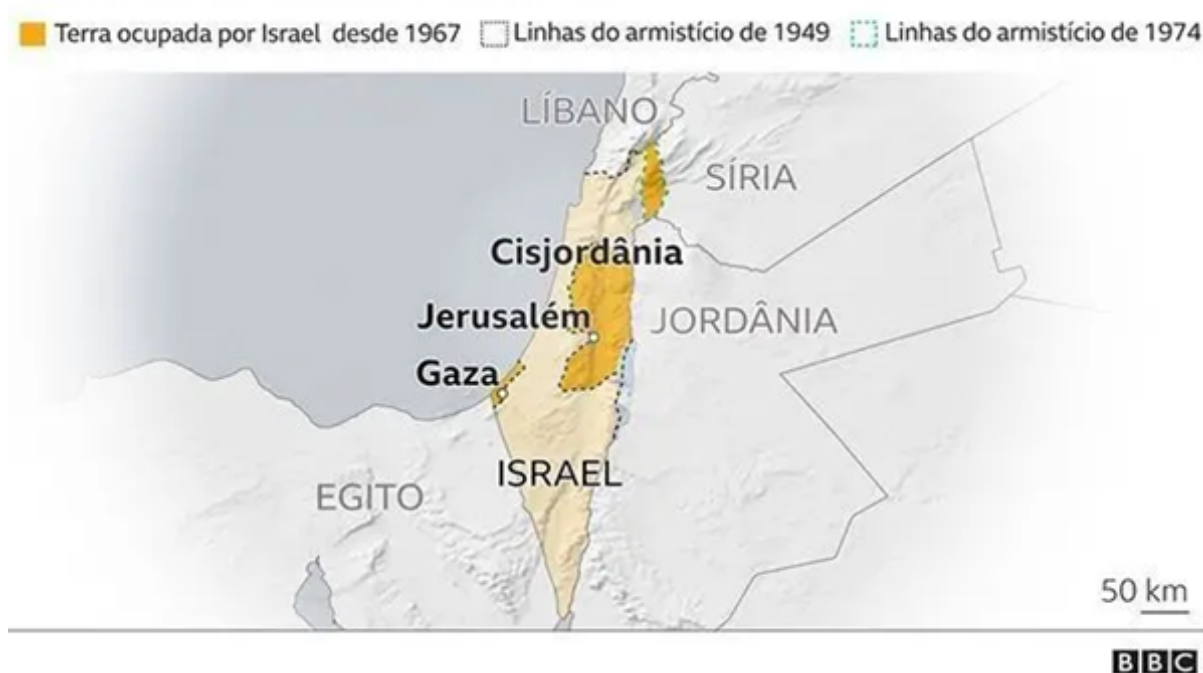 Terra ocupada por Israel desde 1967 Linhas do armistício de 1949 Linhas do armistício de 1974
LÍBANO
SÍRIA
Cisjordânia
Jerusalém
JORDÂNIA
Gaza
ISRAEL
EGITO
50 km
BBC